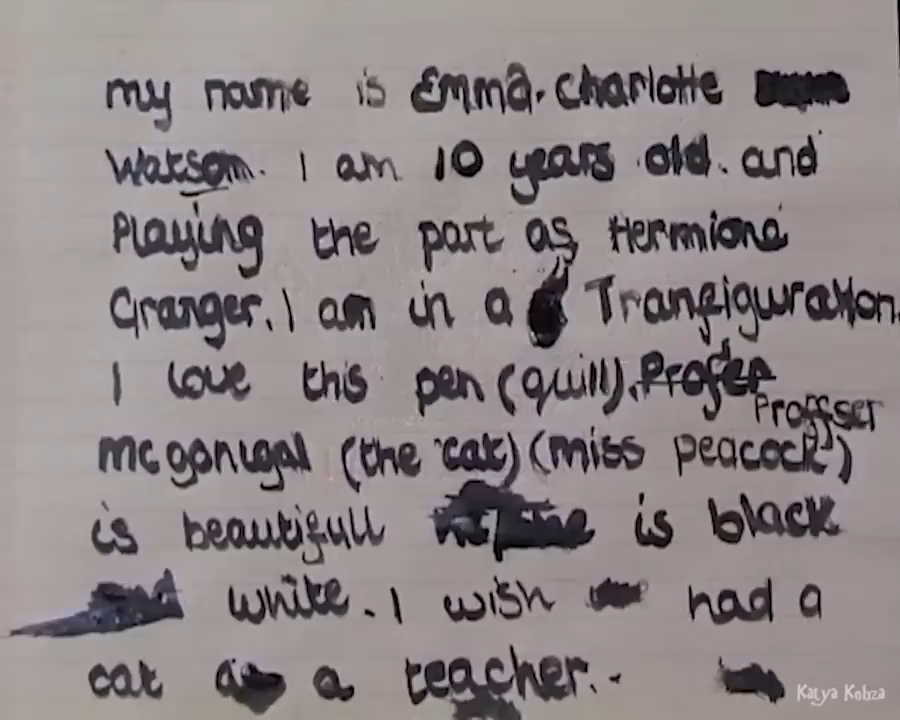 my name is Emma. Charlotte
Watson. I am 10 years old. and
Playing the part as Hermione
Granger. I am in a Tranfiguration.
I love this pen (quill). Profer
Proffser
mcgonigal (the cat) (miss peacock)
is beautifull is black
white. I wish had a
cat as a teacher.
Katya Kobza